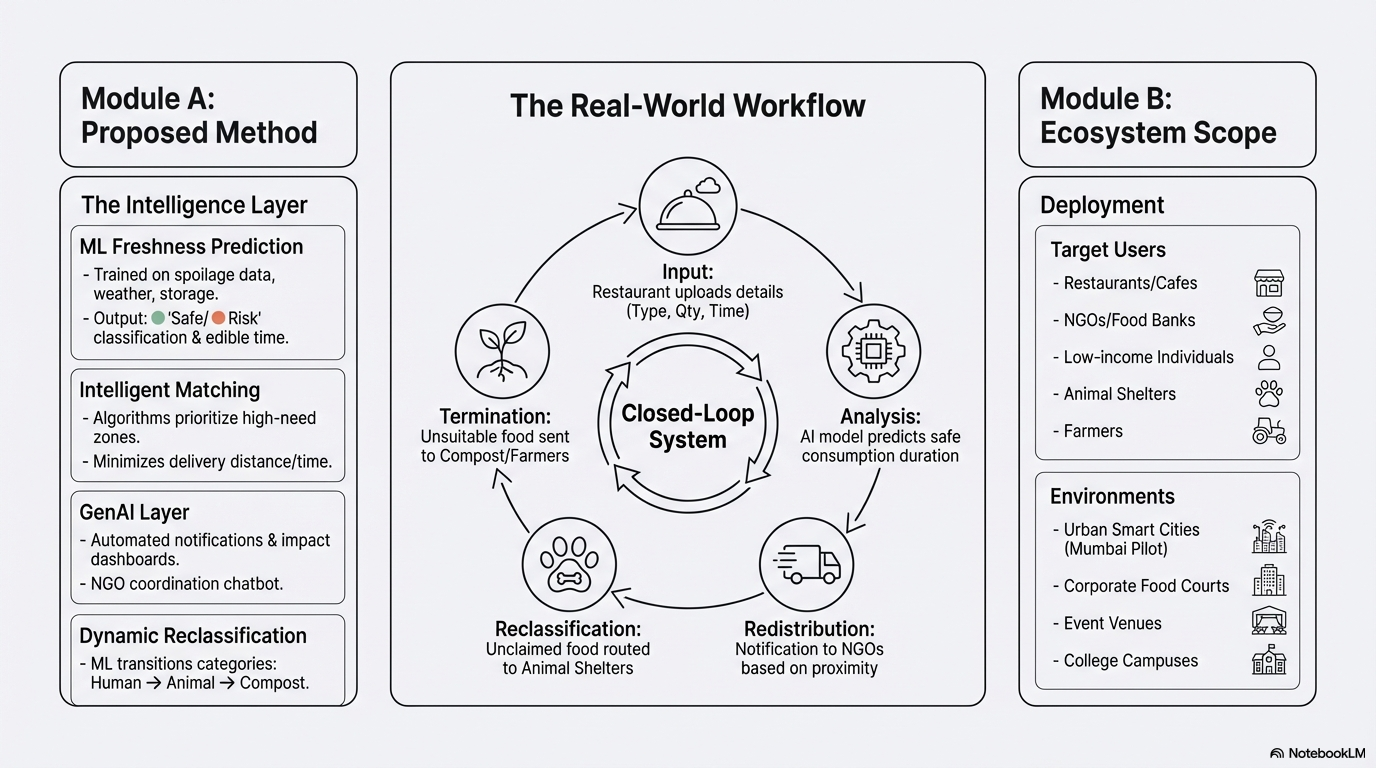 Module A:
Proposed Method
The Intelligence Layer
ML Freshness Prediction
- Trained on spoilage data,
weather, storage.
- Output: 'Safe/ Risk'
classification & edible time.
Intelligent Matching
- Algorithms prioritize high-need
zones.
- Minimizes delivery distance/time.
GenAI Layer
- Automated notifications & impact
dashboards.
- NGO coordination chatbot.
Dynamic Reclassification
- ML transitions categories:
Human → Animal → Compost.
The Real-World Workflow
Input:
Restaurant uploads details
(Type, Qty, Time)
Analysis:
AI model predicts safe
consumption duration
Redistribution:
Notification to NGOs
based on proximity
Reclassification:
Unclaimed food routed
to Animal Shelters
Termination:
Unsuitable food sent
to Compost/Farmers
Closed-Loop
System
Module B:
Ecosystem Scope
Deployment
Target Users
- Restaurants/Cafes
- NGOs/Food Banks
- Low-income Individuals
- Animal Shelters
- Farmers
Environments
- Urban Smart Cities
(Mumbai PIlot)
- Corporate Food Courts
- Event Venues
- College Campuses
NotebookLM